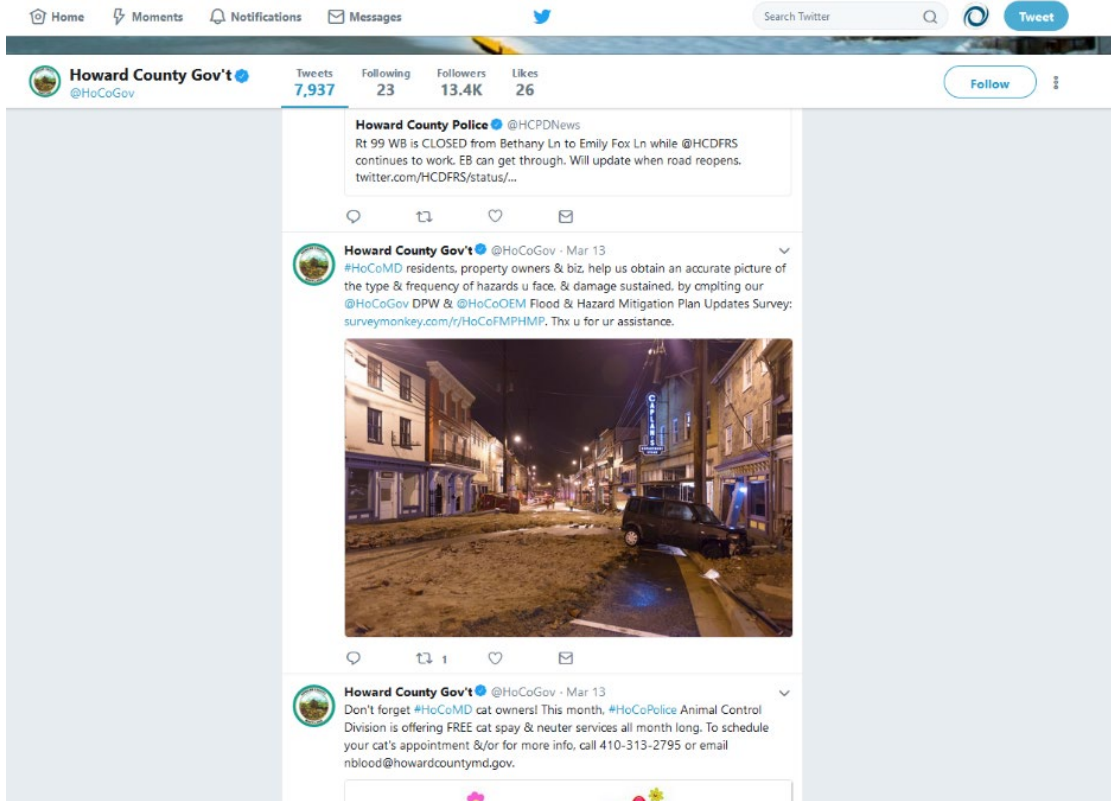 Home Moments Notifications Messages Search Twitter Tweet
Howard County Gov't
@HoCoGov
Tweets Following Followers Likes
7,937 23 13.4K 26
Follow
Howard County Police @HCPDNews
Rt 99 WB is CLOSED from Bethany Ln to Emily Fox Ln while @HCDFRS
continues to work. EB can get through. Will update when road reopens.
twitter.com/HCDFRS/status/...
Howard County Gov't @HoCoGov · Mar 13
#HoCoMD residents, property owners & biz, help us obtain an accurate picture of
the type & frequency of hazards u face, & damage sustained, by cmplting our
@HoCoGov DPW & @HoCoOEM Flood & Hazard Mitigation Plan Updates Survey:
surveymonkey.com/r/HoCoFMPHMP. Thx u for ur assistance.
CAPLAN'S
DEPARTMENT
STORE
1
Howard County Gov't @HoCoGov · Mar 13
Don't forget #HoCoMD cat owners! This month, #HoCoPolice Animal Control
Division is offering FREE cat spay & neuter services all month long. To schedule
your cat's appointment &/or for more info, call 410-313-2795 or email
nblood@howardcountymd.gov.